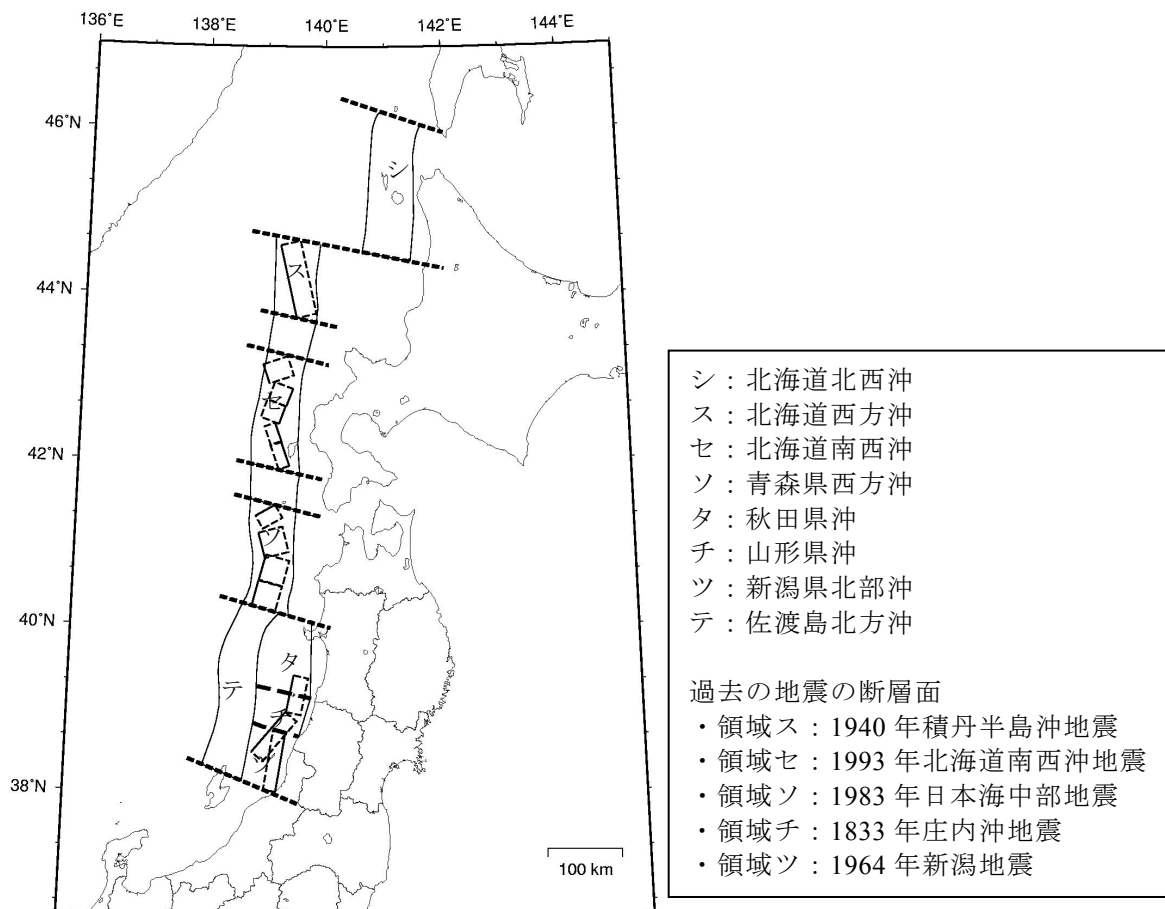 136˚E 138˚E 140˚E 142˚E 144˚E
46˚N
シ
ス
44˚N
セ
42˚N
ソ
40˚N
タ
テ
チ
ツ
38˚N
100 km
シ：北海道北西沖
ス：北海道西方沖
セ：北海道南西沖
ソ：青森県西方沖
タ：秋田県沖
チ：山形県沖
ツ：新潟県北部沖
テ：佐渡島北方沖
過去の地震の断層面
・領域ス：1940 年積丹半島沖地震
・領域セ：1993 年北海道南西沖地震
・領域ソ：1983 年日本海中部地震
・領域チ：1833 年庄内沖地震
・領域ツ：1964 年新潟地震